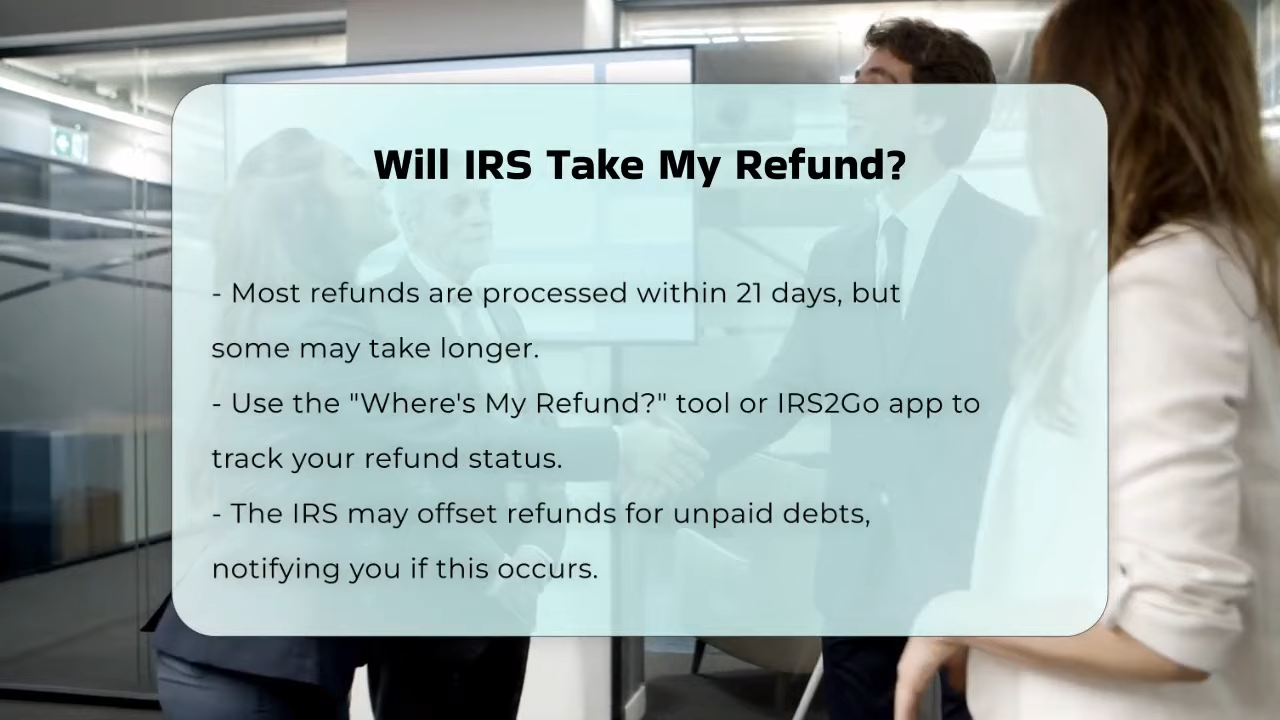 Will IRS Take My Refund?
- Most refunds are processed within 21 days, but
some may take longer.
- Use the "Where's My Refund?" tool or IRS2Go app to
track your refund status.
- The IRS may offset refunds for unpaid debts,
notifying you if this occurs.